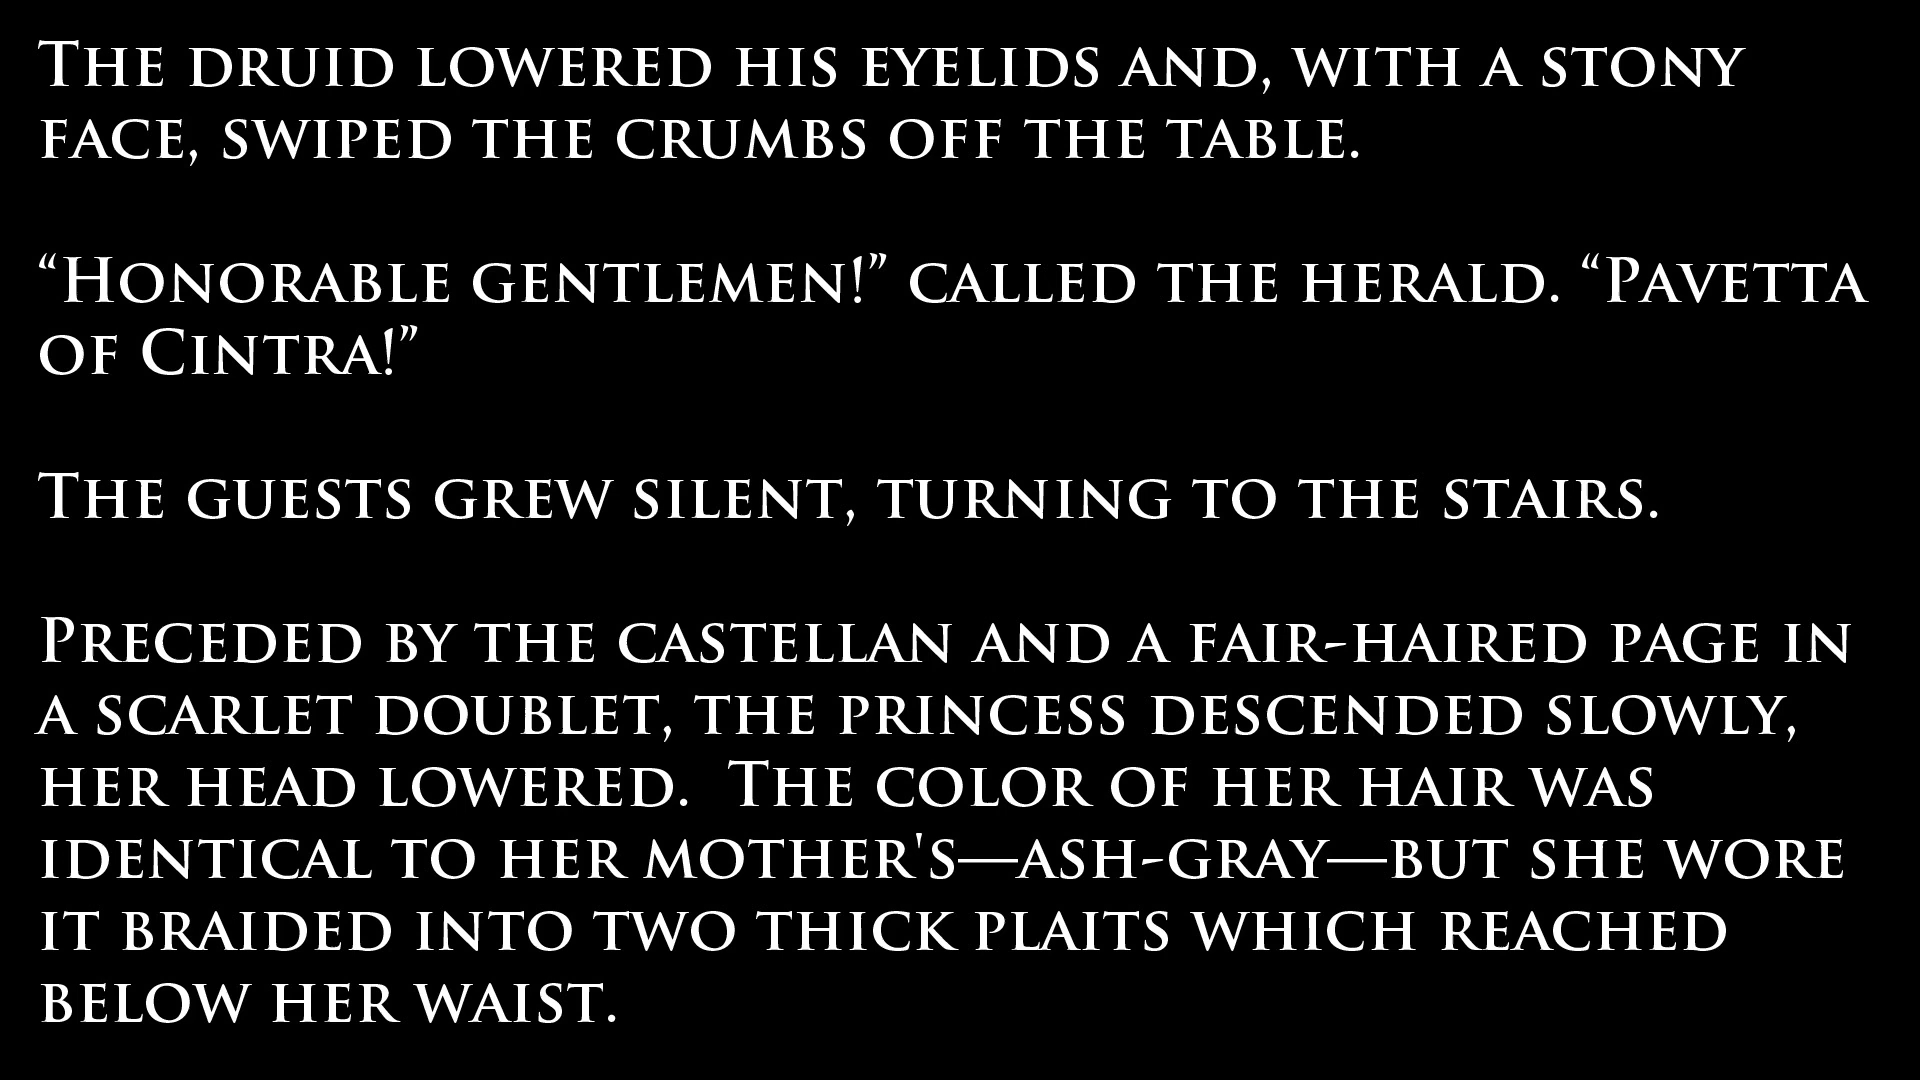 The druid lowered his eyelids and, with a stony
face, swiped the crumbs off the table.
“Honorable gentlemen!” called the herald. “Pavetta
of Cintra!”
The guests grew silent, turning to the stairs.
Preceded by the castellan and a fair-haired page in
a scarlet doublet, the princess descended slowly,
her head lowered.  The color of her hair was
identical to her mother's—ash-gray—but she wore
it braided into two thick plaits which reached
below her waist.